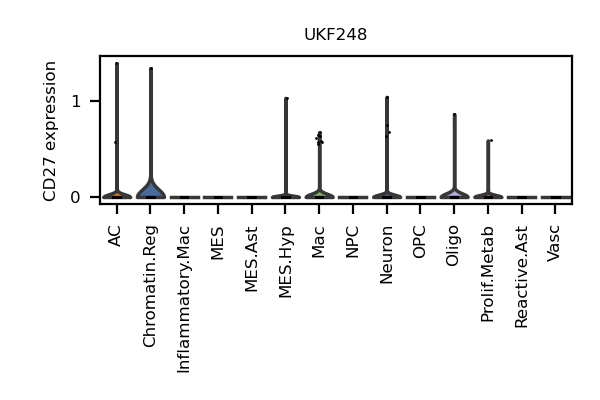 UKF248
CD27 expression
1
0
AC
Chromatin.Reg
Inflammatory.Mac
MES
MES.Ast
MES.Hyp
Mac
NPC
Neuron
OPC
Oligo
Prolif.Metab
Reactive.Ast
Vasc